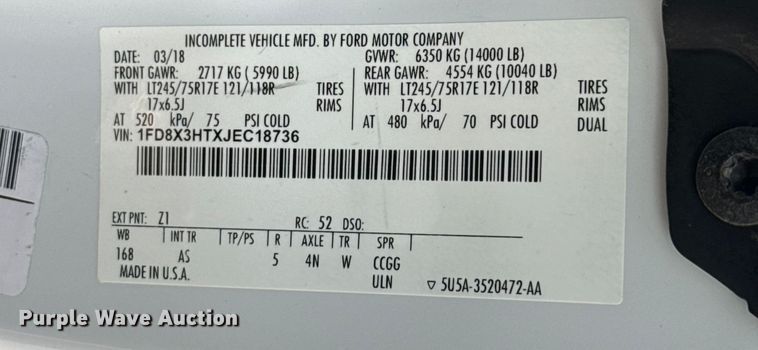 INCOMPLETE VEHICLE MFD. BY FORD MOTOR COMPANY
DATE: 03/18 GVWR: 6350 KG (14000 LB)
FRONT GAWR: 2717 KG ( 5990 LB) REAR GAWR: 4554 KG (10040 LB)
WITH LT245/75R17E 121/118R TIRES WITH LT245/75R17E 121/118R TIRES
17x6.5J RIMS 17x6.5J RIMS
AT 520 kPa/ 75 PSI COLD AT 480 kPa/ 70 PSI COLD DUAL
VIN: 1FD8X3HTXJEC18736
EXT PNT: Z1 RC: 52 DSO:
WB INT TR TP/PS R AXLE TR SPR
168 AS 5 4N W CCGG
MADE IN U.S.A. ULN ▽ 5U5A-3520472-AA
Purple Wave Auction